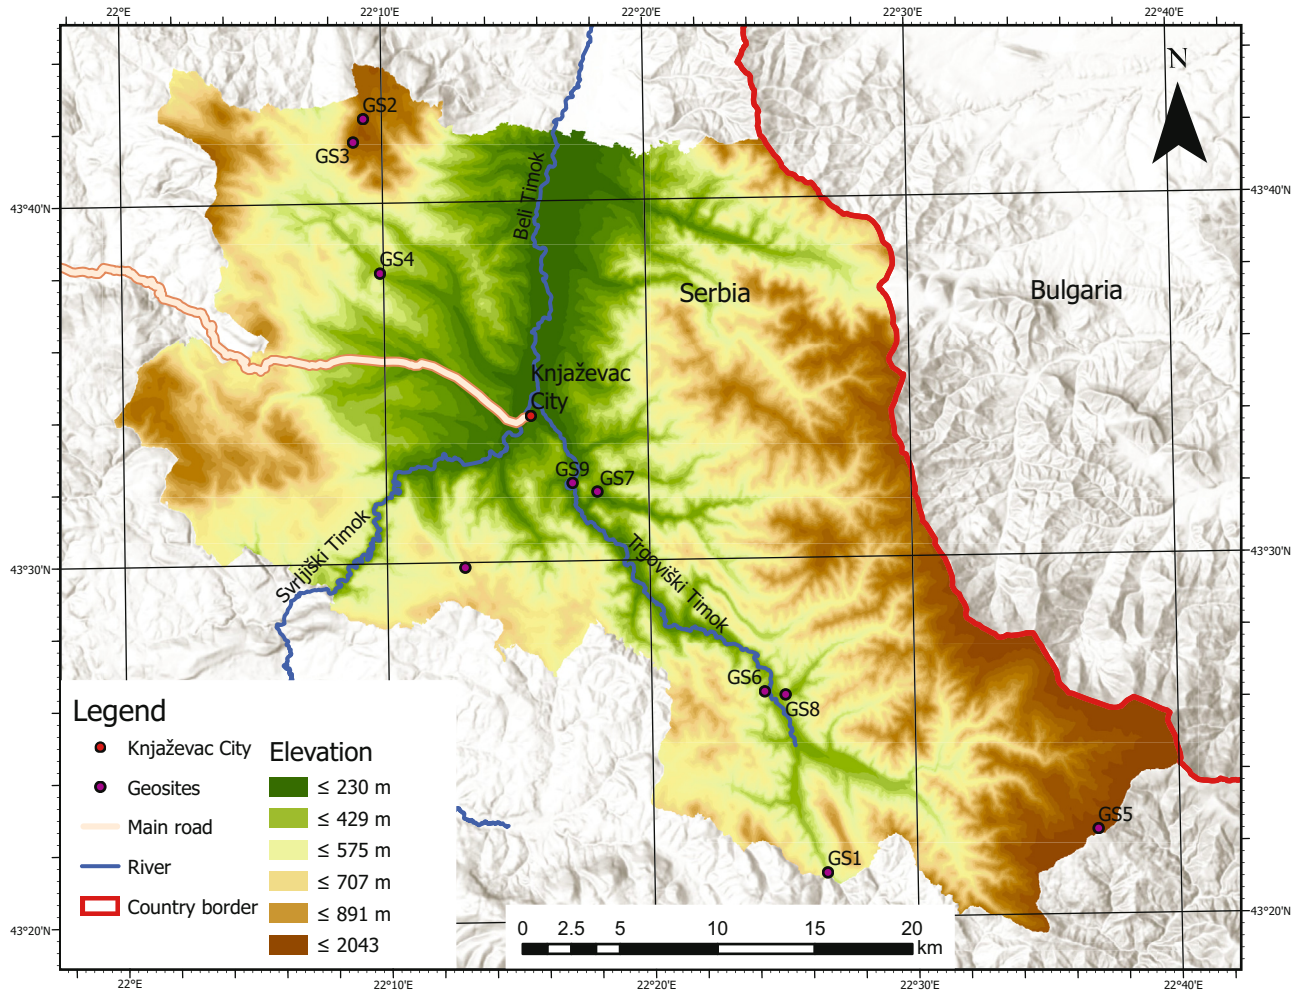 22°E
22°10'E
22°20'E
22°30'E
22°40'E
N
GS2
GS3
Beli Timok
43°40'N
43°40'N
GS4
Serbia
Bulgaria
Knjaževac
City
GS9
GS7
Svrljiški Timok
Trgoviški Timok
43°30'N
43°30'N
GS6
GS8
Legend
Knjaževac City
Geosites
Main road
River
Country border
Elevation
≤ 230 m
≤ 429 m
≤ 575 m
≤ 707 m
≤ 891 m
≤ 2043
GS5
GS1
43°20'N
43°20'N
0 2.5 5 10 15 20
km
22°E
22°10'E
22°20'E
22°30'E
22°40'E